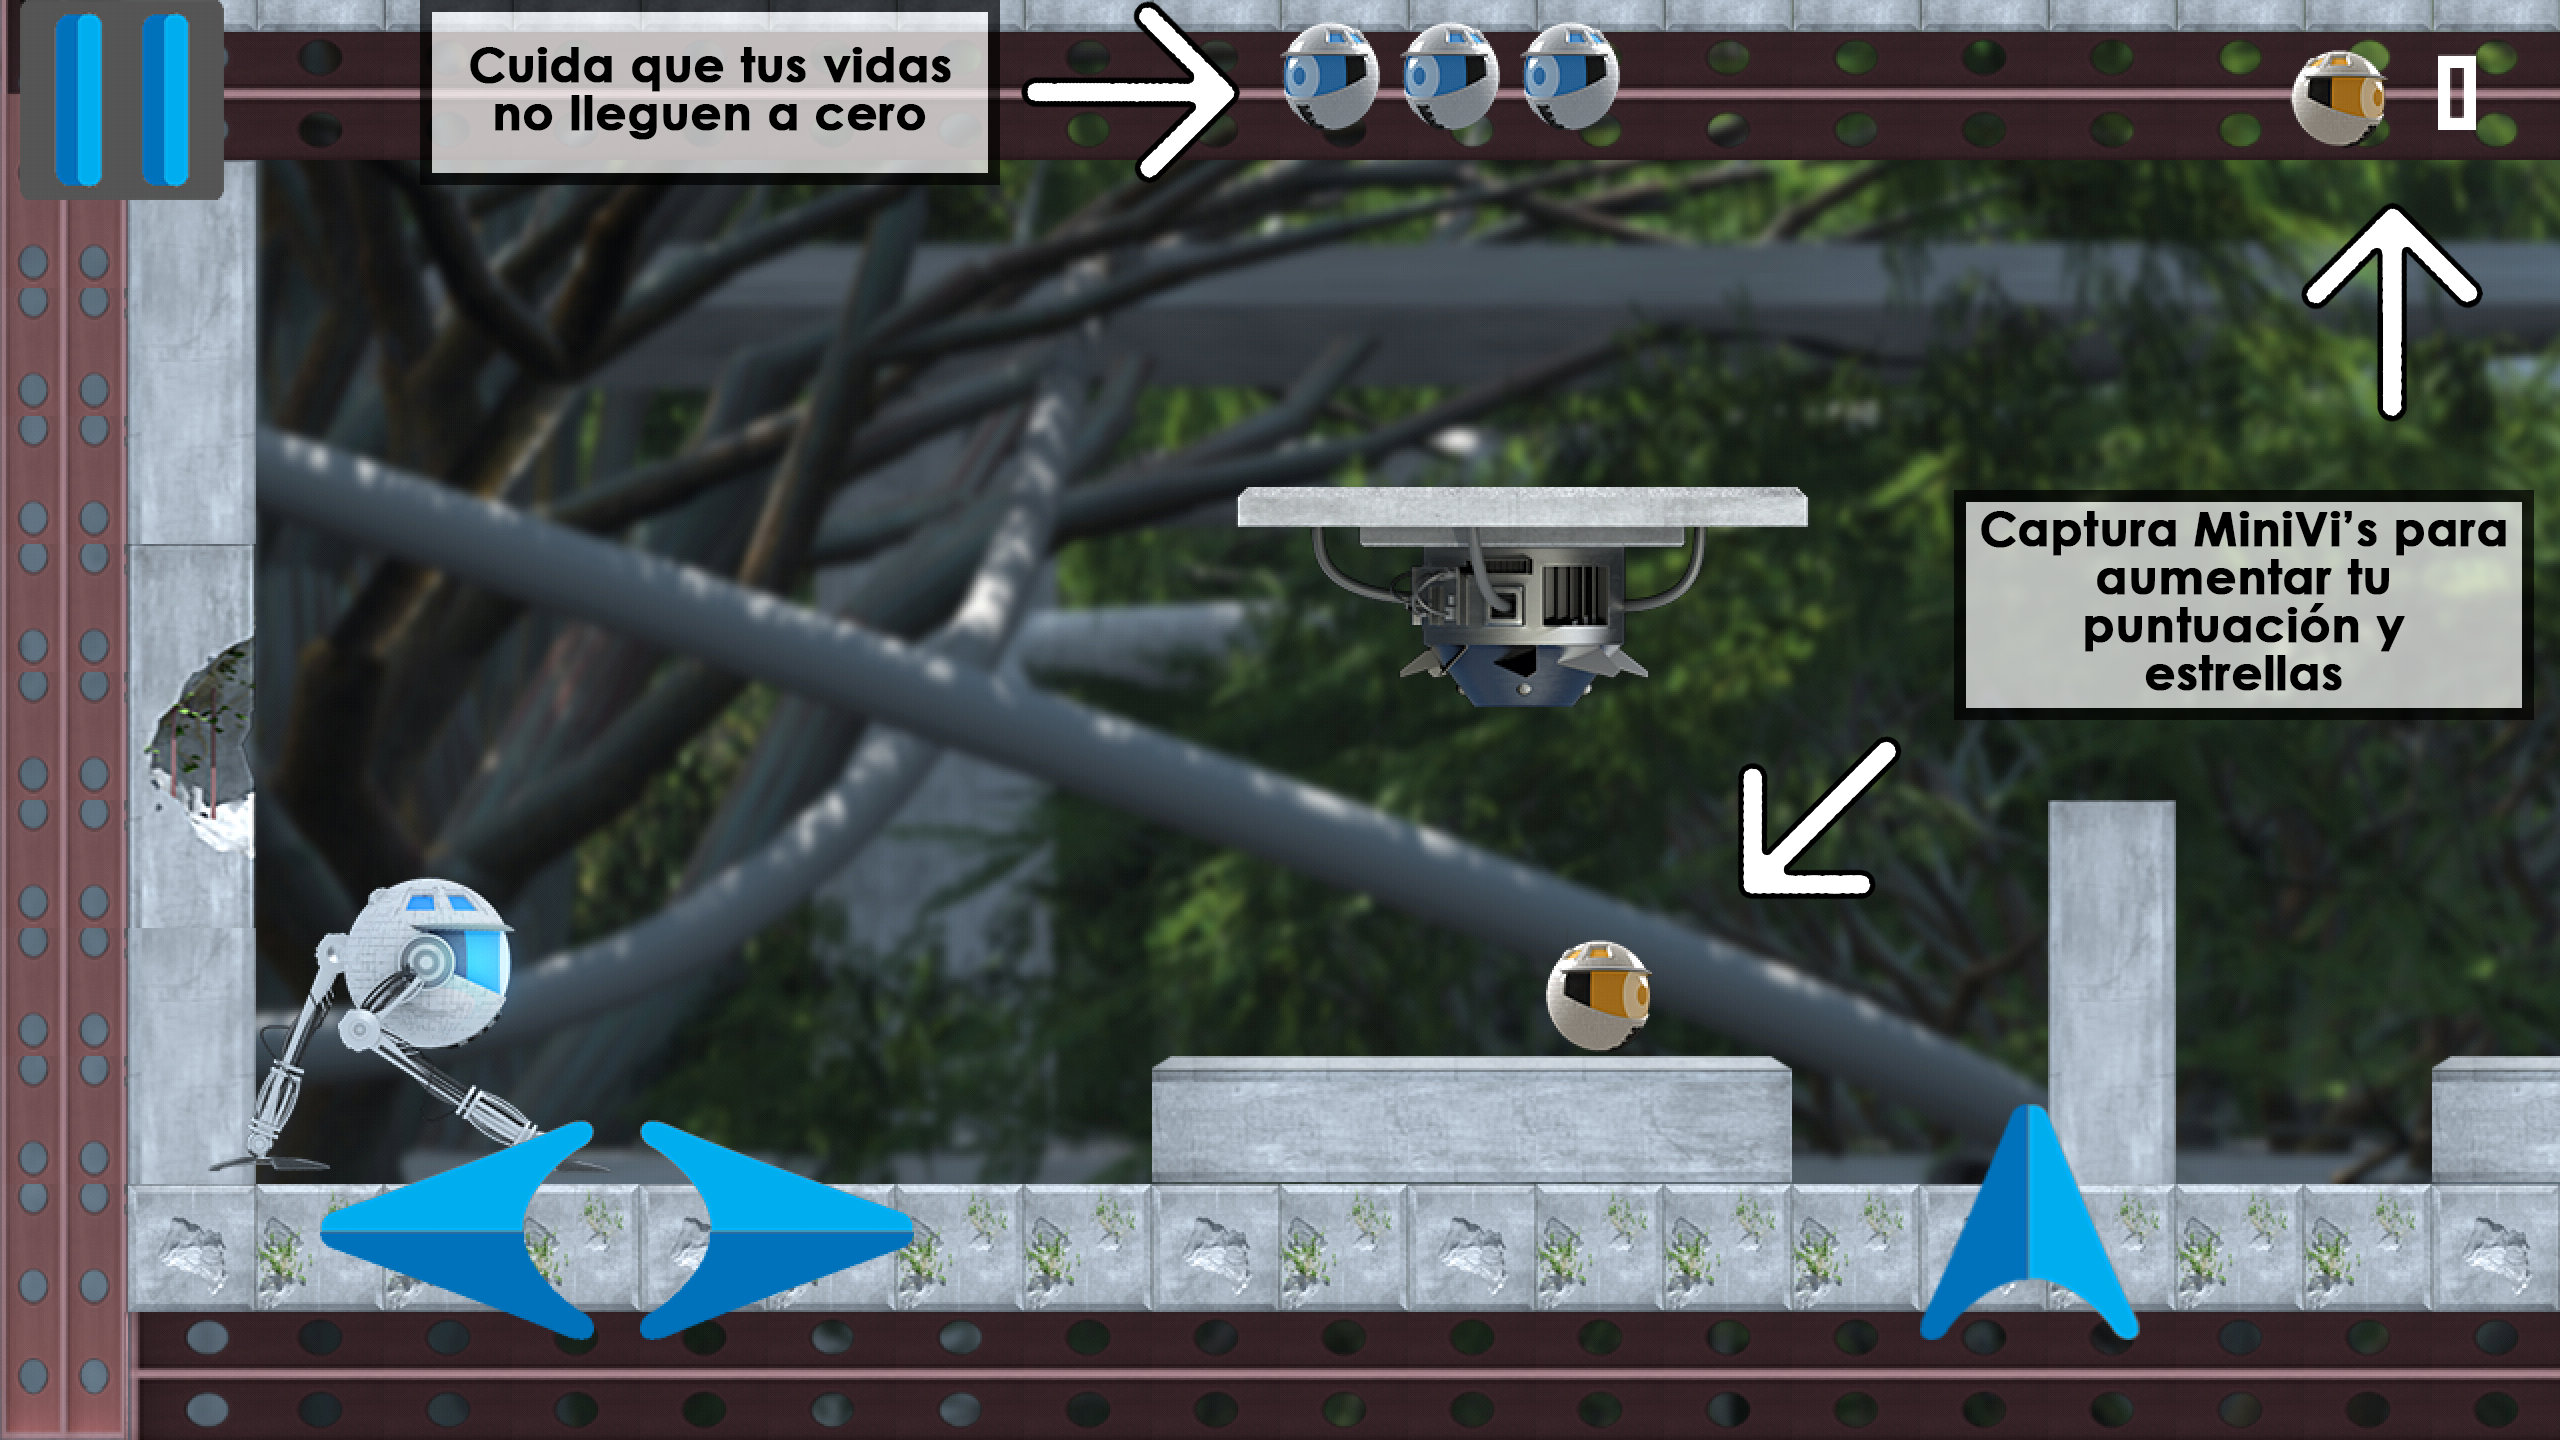 Cuida que tus vidas
no lleguen a cero
0
Captura MiniVi’s para
aumentar tu
puntuación y
estrellas